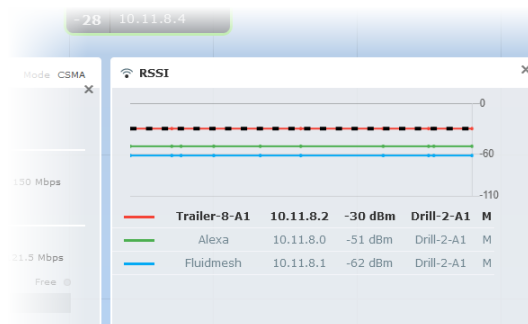 -28 10.11.8.4
Mode CSMA
×
150 Mbps
21.5 Mbps
Free
RSSI
×
-0
-60
-110
Trailer-8-A1 10.11.8.2 -30 dBm Drill-2-A1 M
Alexa 10.11.8.0 -51 dBm Drill-2-A1 M
Fluidmesh 10.11.8.1 -62 dBm Drill-2-A1 M